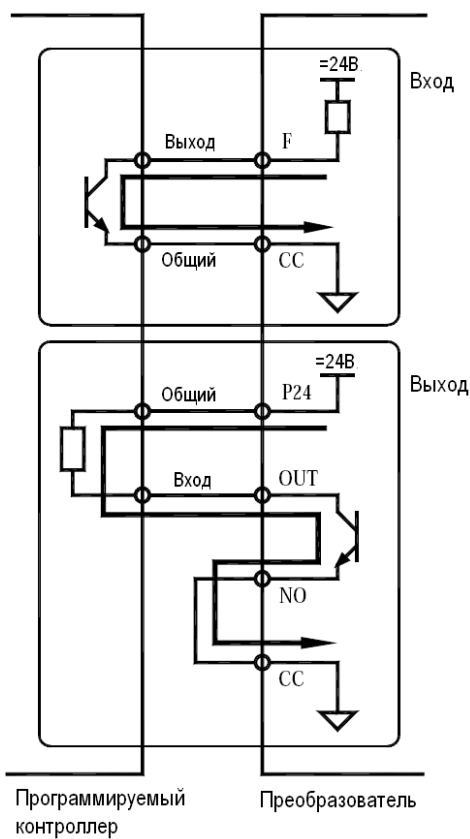 =24В.
Вход
Выход
F
Общий
CC
=24В.
Общий
P24
Выход
Вход
OUT
NO
CC
Программируемый
контроллер
Преобразователь